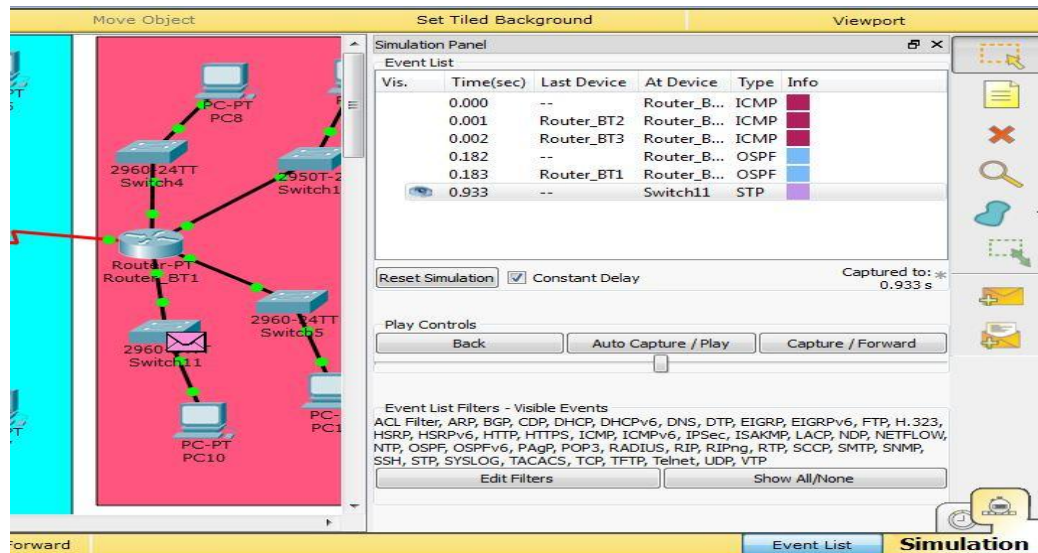 Move Object Set Tiled Background Viewport
Simulation Panel
Event List
Vis. Time(sec) Last Device At Device Type Info
0.000 -- Router_B... ICMP
0.001 Router_BT2 Router_B... ICMP
0.002 Router_BT3 Router_B... ICMP
0.182 -- Router_B... OSPF
0.183 Router_BT1 Router_B... OSPF
0.933 -- Switch11 STP
Reset Simulation Constant Delay
Captured to: *
0.933 s
Play Controls
Back Auto Capture / Play Capture / Forward
Event List Filters - Visible Events
ACL Filter, ARP, BGP, CDP, DHCP, DHCPv6, DNS, DTP, EIGRP, EIGRPv6, FTP, H.323,
HSRP, HSRPv6, HTTP, HTTPS, ICMP, ICMPv6, IPSec, ISAKMP, LACP, NDP, NETFLOW,
NTP, OSPF, OSPFv6, PAgP, POP3, RADIUS, RIP, RIPng, RTP, SCCP, SMTP, SNMP,
SSH, STP, SYSLOG, TACACS, TCP, TFTP, Telnet, UDP, VTP
Edit Filters Show All/None
PC-PT
PC8
2960-24TT
Switch4
2950T-2
Switch1
Router-PT
Router_BT1
2960-24TT
Switch5
Switch11
PC-PT
PC10
PC-
PC1
Forward
Event List Simulation